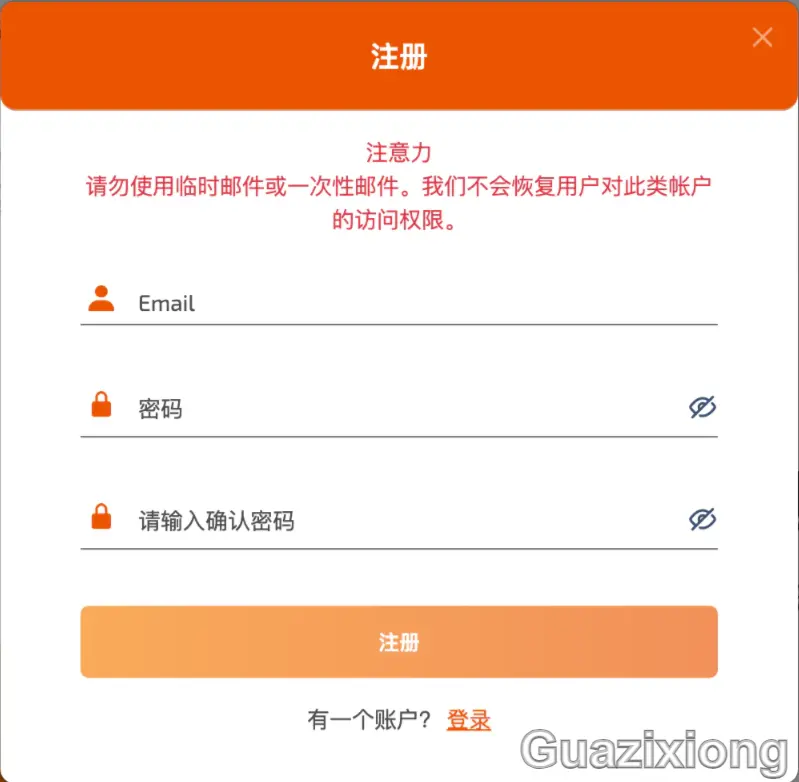 注册
注意力
请勿使用临时邮件或一次性邮件。我们不会恢复用户对此类帐户
的访问权限。
Email
密码
请输入确认密码
注册
有一个账户? 登录
Guazixiong